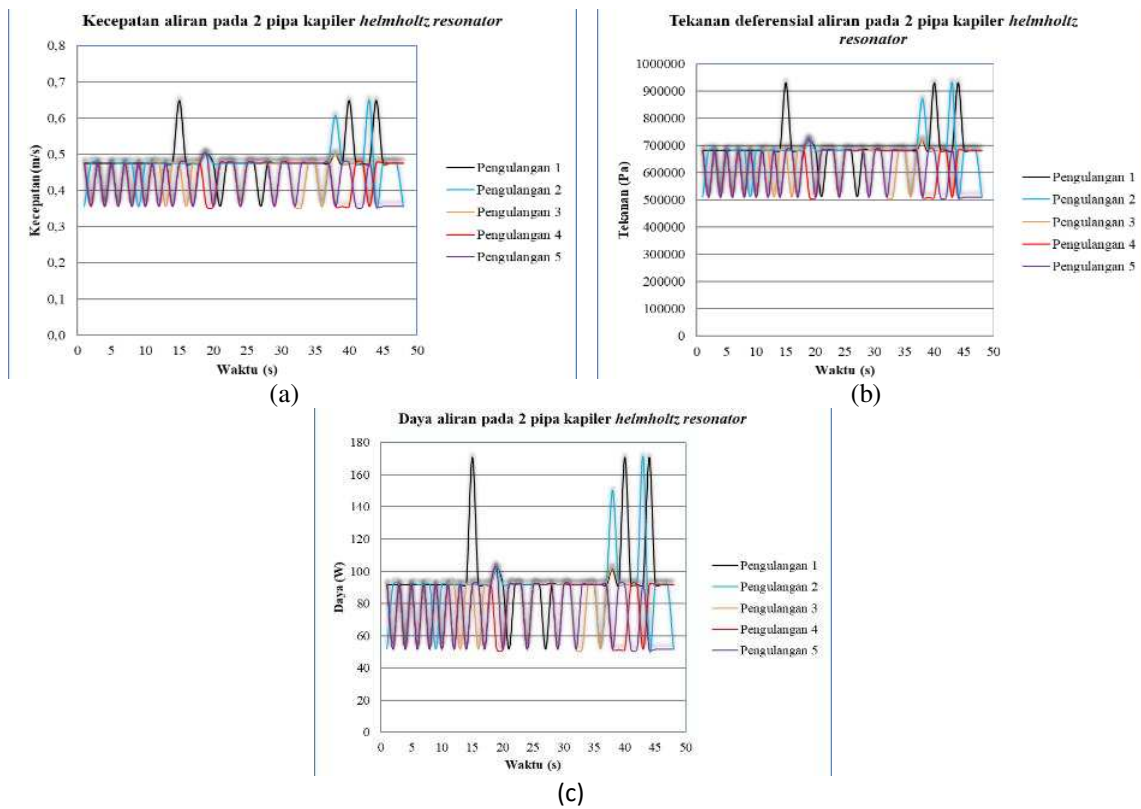 Kecepatan aliran pada 2 pipa kapiler helmholtz resonator
0,8
0,7
0,6
0,5
0,4
0,3
0,2
0,1
0,0
Kecepatan (m/s)
0 5 10 15 20 25 30 35 40 45 50
Waktu (s)
Pengulangan 1
Pengulangan 2
Pengulangan 3
Pengulangan 4
Pengulangan 5
(a)
Tekanan deferensial aliran pada 2 pipa kapiler helmholtz
resonator
1000000
900000
800000
700000
600000
500000
400000
300000
200000
100000
0
Tekanan (Pa)
0 5 10 15 20 25 30 35 40 45 50
Waktu (s)
Pengulangan 1
Pengulangan 2
Pengulangan 3
Pengulangan 4
Pengulangan 5
(b)
Daya aliran pada 2 pipa kapiler helmholtz resonator
180
160
140
120
100
80
60
40
20
0
Daya (W)
0 5 10 15 20 25 30 35 40 45 50
Waktu (s)
Pengulangan 1
Pengulangan 2
Pengulangan 3
Pengulangan 4
Pengulangan 5
(c)